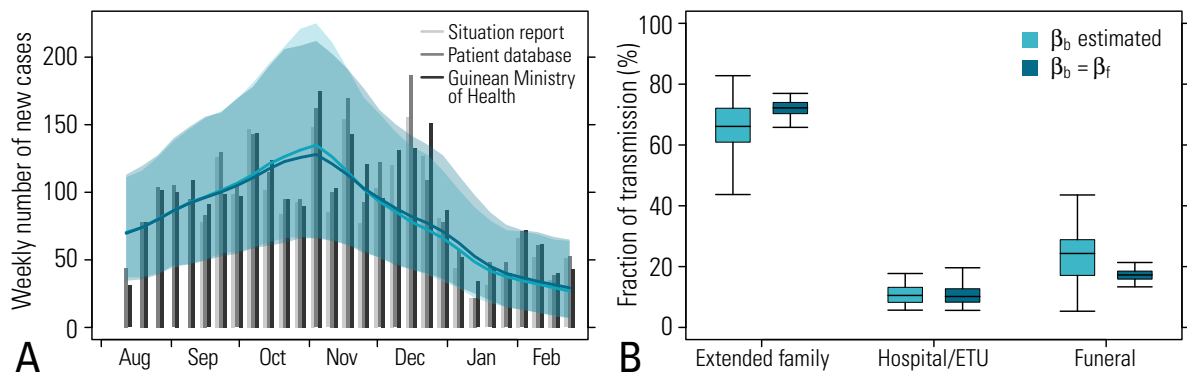 Weekly number of new cases
200
150
100
50
0
Situation report
Patient database
Guinean Ministry
of Health
Aug Sep Oct Nov Dec Jan Feb
A
Fraction of transmission (%)
100
80
60
40
20
0
βb estimated
βb = βf
Extended family Hospital/ETU Funeral
B